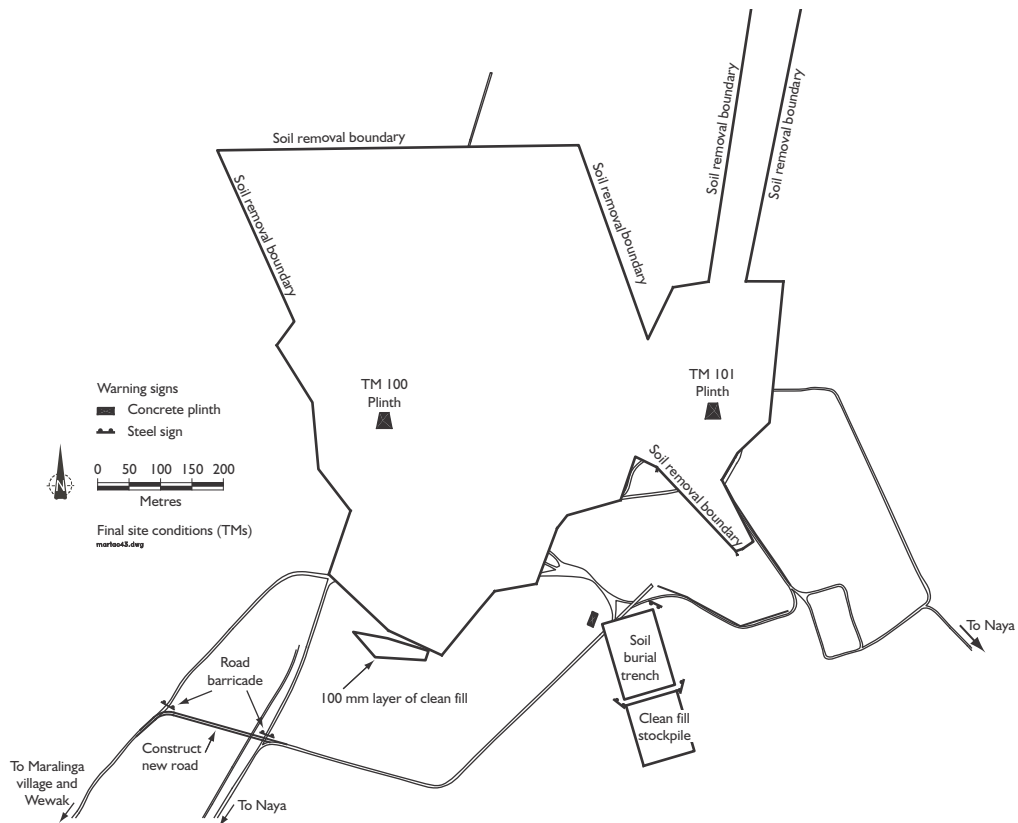 Soil removal boundary
Soil removal boundary
Soil removal boundary
Soil removal boundary
Soil removal boundary
TM 100
Plinth
TM 101
Plinth
Warning signs
Concrete plinth
Steel sign
0 50 100 150 200
Metres
N
Final site conditions (TMs)
martac43.dwg
Soil removal boundary
To Naya
Soil
burial
trench
Clean fill
stockpile
100 mm layer of clean fill
Road
barricade
Construct
new road
To Maralinga
village and
Wewak
To Naya